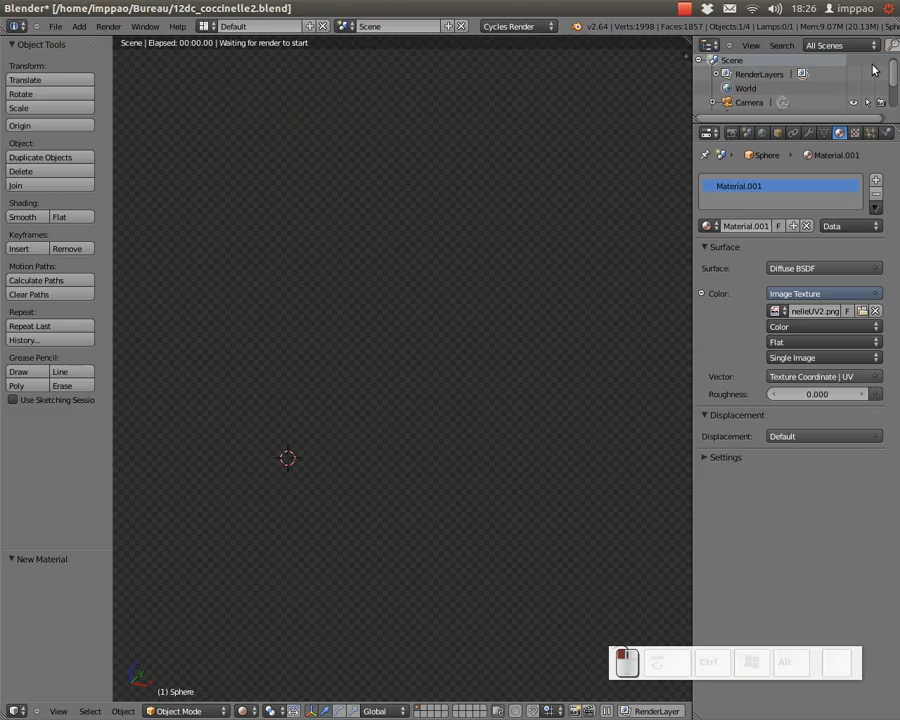 Blender* [/home/imppao/Bureau/12dc_coccinelle2.blend]
18:26 imppao
File Add Render Window Help
Default
Scene
Cycles Render
v2.64 | Verts:1998 | Faces:1857 | Objects:1/4 | Lamps:0/1 | Mem:9.07M (20.13M) | Sphe
Object Tools
Scene | Elapsed: 00:00.00 | Waiting for render to start
View Search All Scenes
Transform:
Translate
Rotate
Scale
Origin
Object:
Duplicate Objects
Delete
Join
Shading:
Smooth Flat
Keyframes:
Insert Remove
Motion Paths:
Calculate Paths
Clear Paths
Repeat:
Repeat Last
History...
Grease Pencil:
Draw Line
Poly Erase
Use Sketching Sessio
New Material
Scene
RenderLayers |
World
Camera |
Sphere Material.001
Material.001
Material.001 F Data
Surface
Surface: Diffuse BSDF
Color: Image Texture
nelleUV2.png F
Color
Flat
Single Image
Vector: Texture Coordinate | UV
Roughness: 0.000
Displacement
Displacement: Default
Settings
Ctrl Alt
(1) Sphere
View Select Object Object Mode Global RenderLayer